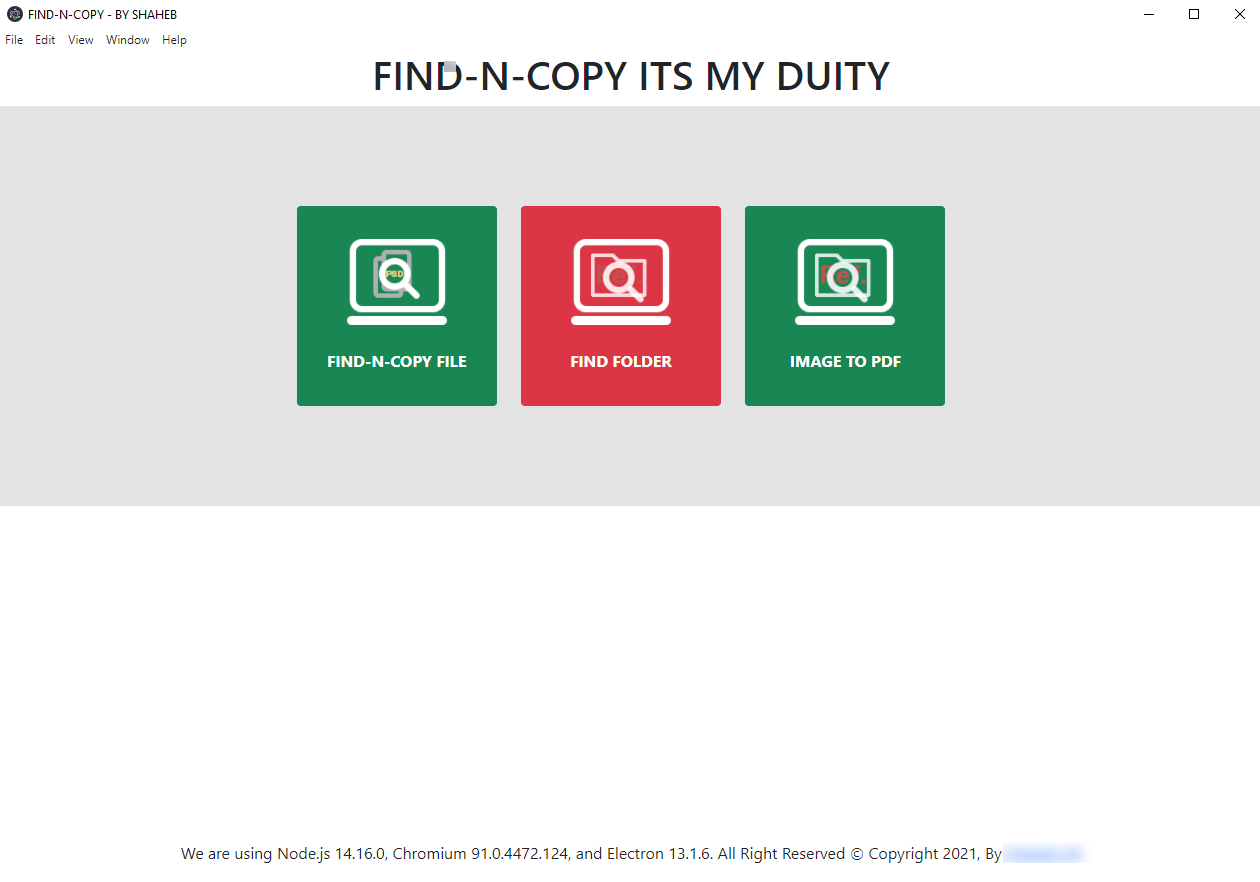 FIND-N-COPY - BY SHAHEB
File Edit View Window Help
FIND-N-COPY ITS MY DUITY
PSD
FIND-N-COPY FILE
FIND FOLDER
IMAGE TO PDF
We are using Node.js 14.16.0, Chromium 91.0.4472.124, and Electron 13.1.6. All Right Reserved © Copyright 2021, By